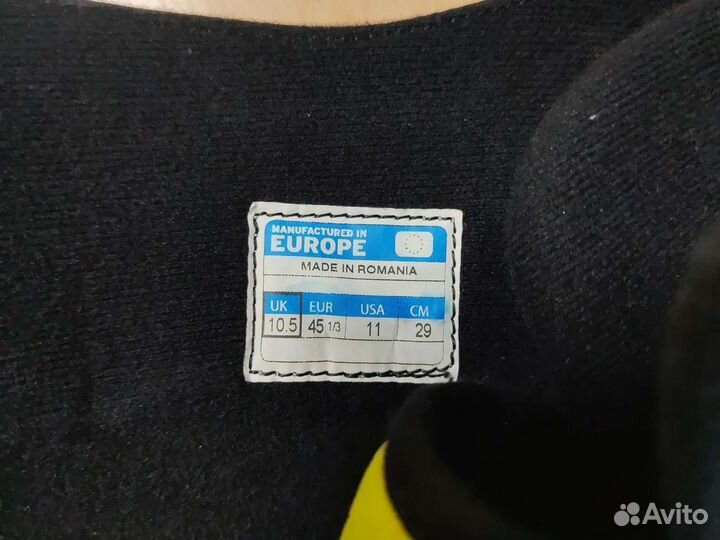 MANUFACTURED IN
EUROPE
MADE IN ROMANIA
UK EUR USA CM
10.5 45 1/3 11 29
Avito